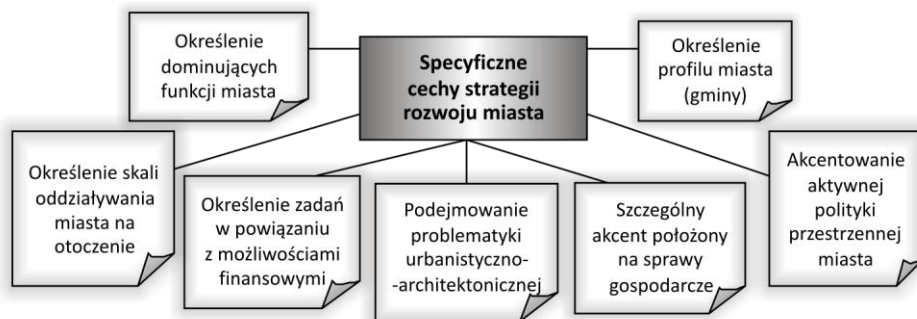 Określenie
dominujących
funkcji miasta
Specyficzne
cechy strategii
rozwoju miasta
Określenie
profilu miasta
(gminy)
Określenie skali
oddziaływania
miasta na
otoczenie
Określenie zadań
w powiązaniu
z możliwościami
finansowymi
Podejmowanie
problematyki
urbanistyczno-
-architektonicznej
Szczególny
akcent położony
na sprawy
gospodarcze
Akcentowanie
aktywnej
polityki
przestrzennej
miasta